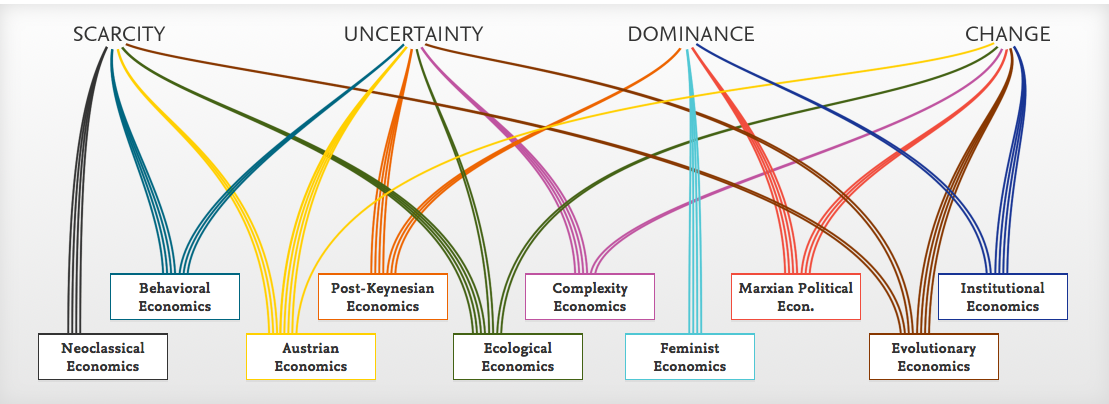 SCARCITY
UNCERTAINTY
DOMINANCE
CHANGE
Behavioral
Economics
Post-Keynesian
Economics
Complexity
Economics
Marxian Political
Econ.
Institutional
Economics
Neoclassical
Economics
Austrian
Economics
Ecological
Economics
Feminist
Economics
Evolutionary
Economics